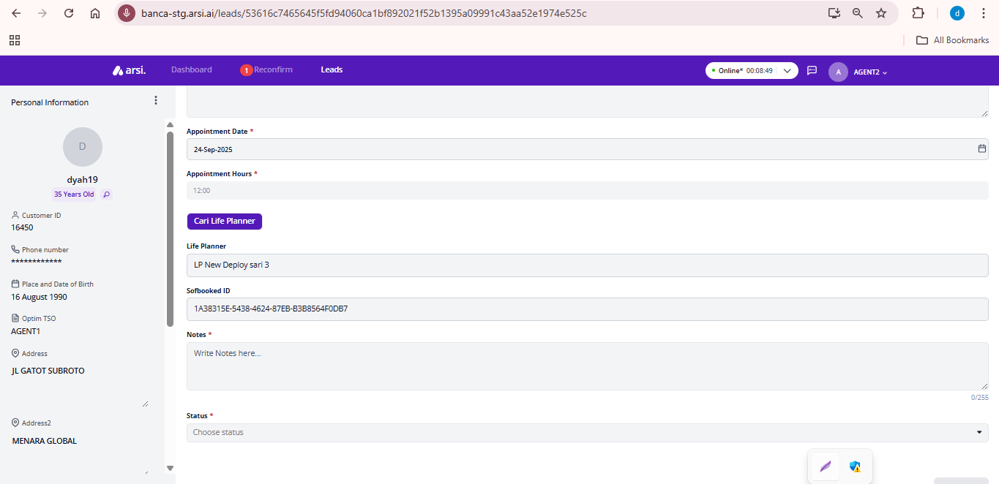 banca-stg.arsi.ai/leads/53616c7465645f5fd94060ca1bf892021f52b1395a09991c43aa52e1974e525c
d
All Bookmarks
arsi.
Dashboard
1 Reconfirm
Leads
Online* 00:08:49
A
AGENT2
Personal Information
D
dyah19
35 Years Old
Customer ID
16450
Phone number
************
Place and Date of Birth
16 August 1990
Optim TSO
AGENT1
Address
JL GATOT SUBROTO
Address2
MENARA GLOBAL
Appointment Date *
24-Sep-2025
Appointment Hours *
12:00
Cari Life Planner
Life Planner
LP New Deploy sari 3
Sofbooked ID
1A38315E-5438-4624-87EB-B3B8564F0DB7
Notes *
Write Notes here...
0/255
Status *
Choose status